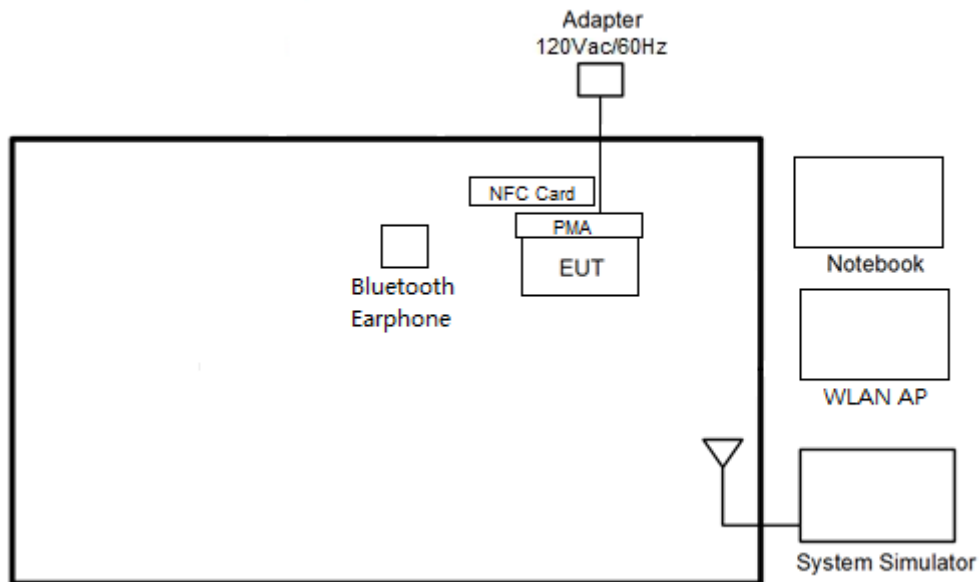 Adapter
120Vac/60Hz
NFC Card
PMA
EUT
Bluetooth
Earphone
Notebook
WLAN AP
System Simulator